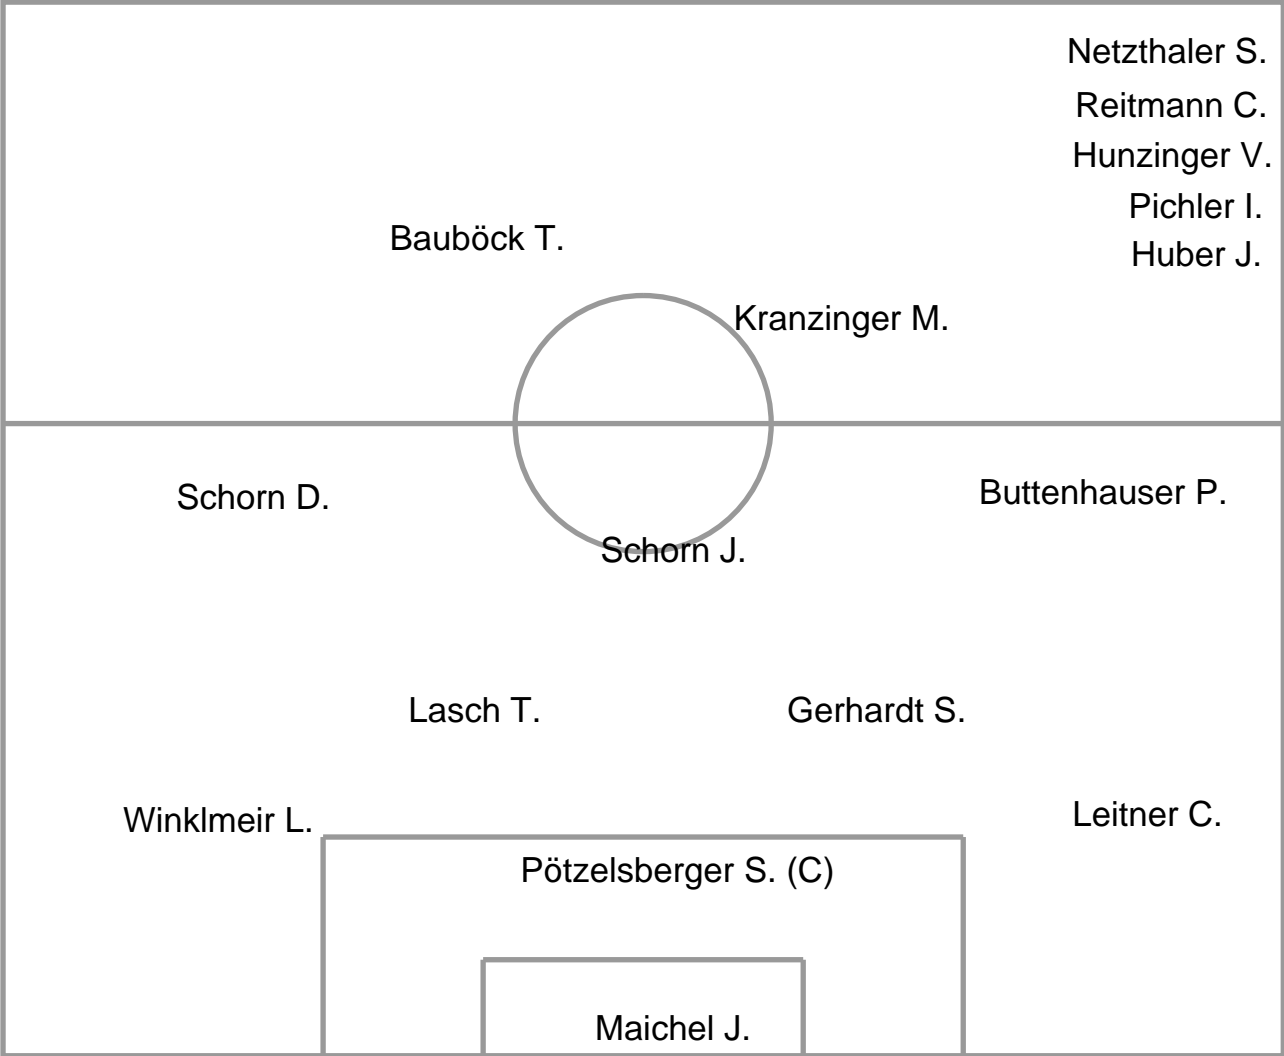 Netzthaler S.
Reitmann C.
Hunzinger V.
Pichler I.
Bauböck T.
Huber J.
Kranzinger M.
Schorn D.
Buttenhauser P.
Schorn J.
Lasch T.
Gerhardt S.
Winklmeir L.
Leitner C.
Pötzelsberger S. (C)
Maichel J.